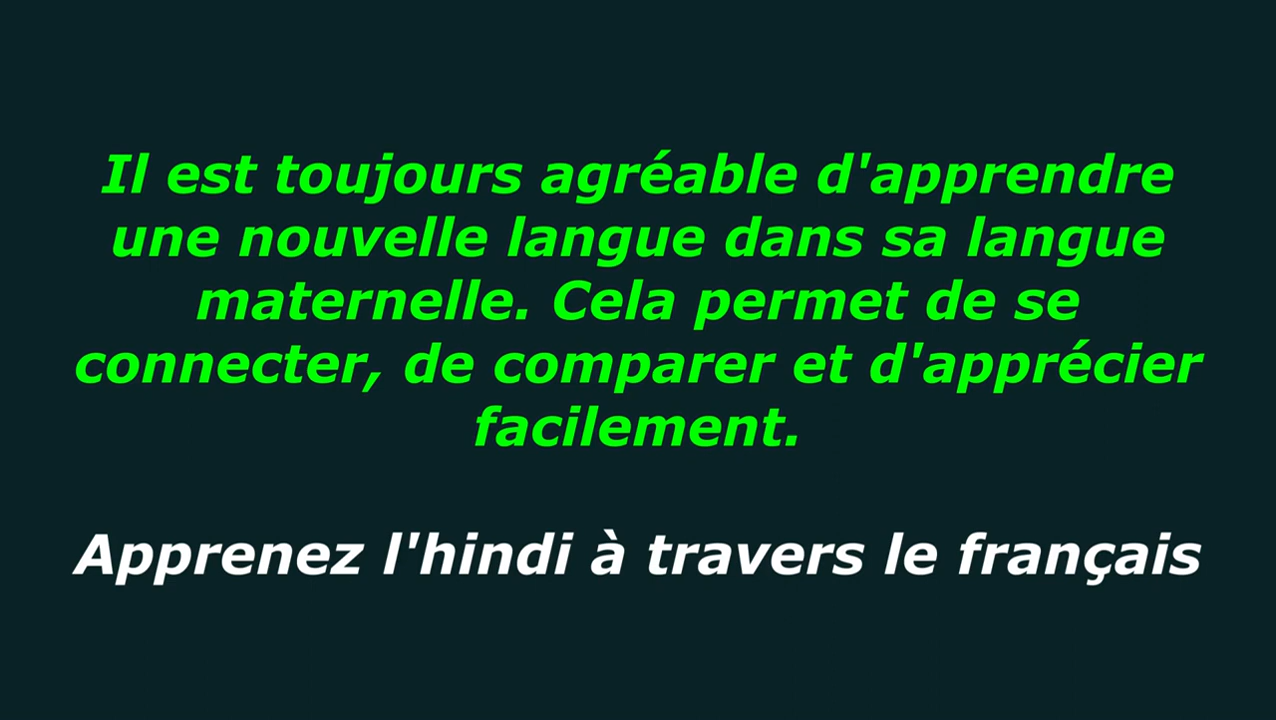 Il est toujours agréable d'apprendre
une nouvelle langue dans sa langue
maternelle. Cela permet de se
connecter, de comparer et d'apprécier
facilement.
Apprenez l'hindi à travers le français